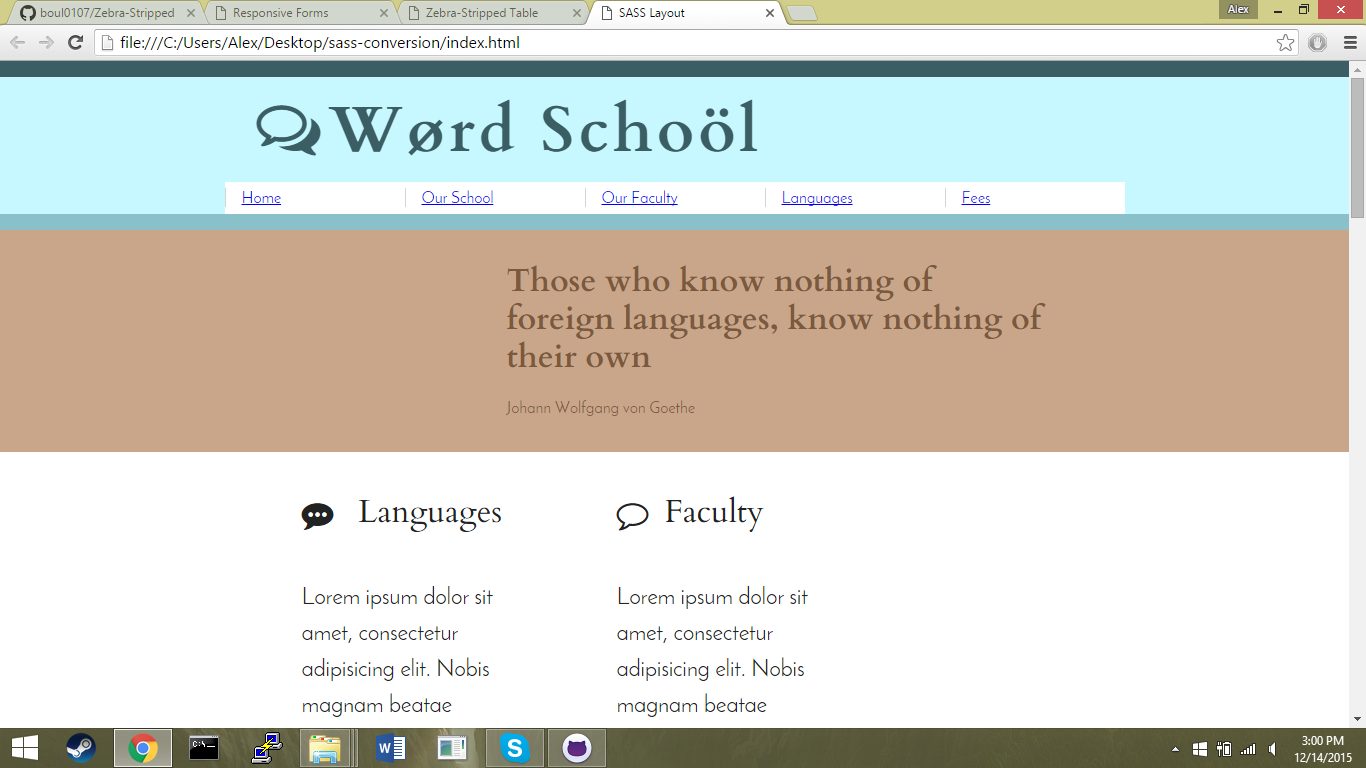 boul0107/Zebra-Stripped
Responsive Forms
Zebra-Stripped Table
SASS Layout
Alex
file:///C:/Users/Alex/Desktop/sass-conversion/index.html
Wørd Schoöl
Home
Our School
Our Faculty
Languages
Fees
Those who know nothing of
foreign languages, know nothing of
their own
Johann Wolfgang von Goethe
Languages
Lorem ipsum dolor sit
amet, consectetur
adipisicing elit. Nobis
magnam beatae
Faculty
Lorem ipsum dolor sit
amet, consectetur
adipisicing elit. Nobis
magnam beatae
3:00 PM
12/14/2015